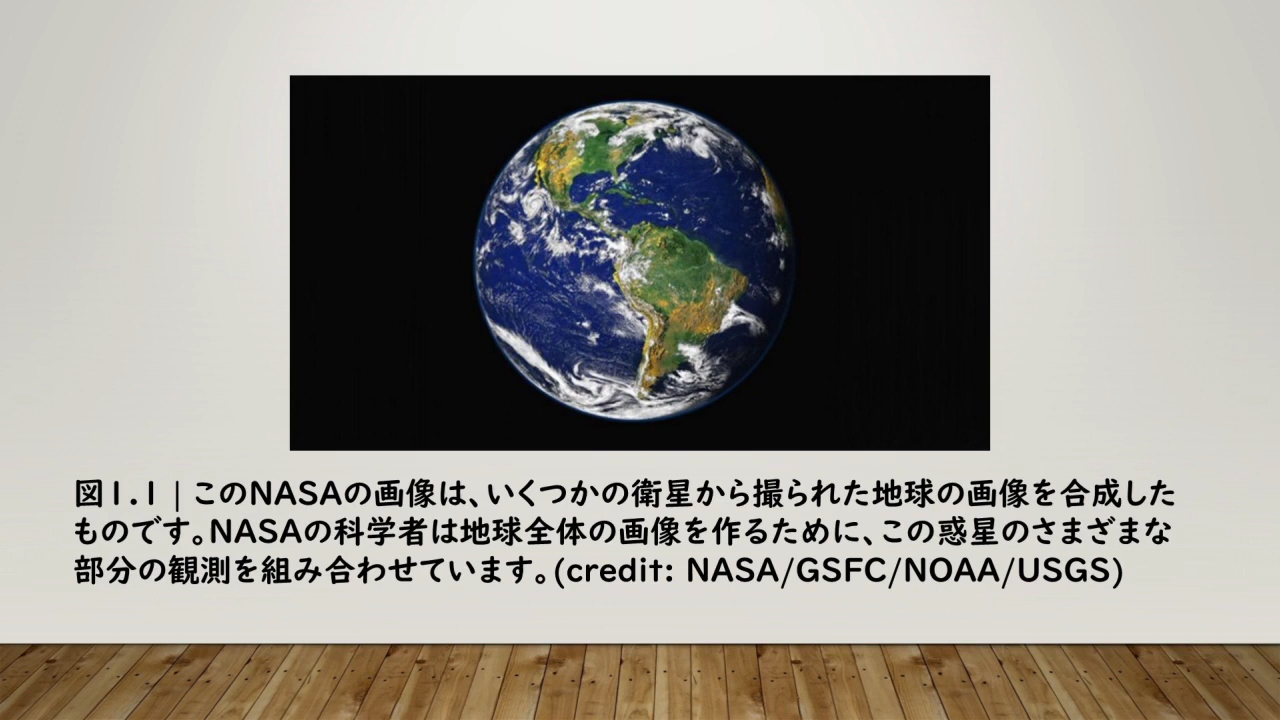 図1.1 | このNASAの画像は、いくつかの衛星から撮られた地球の画像を合成した
ものです。NASAの科学者は地球全体の画像を作るために、この惑星のさまざまな
部分の観測を組み合わせています。(credit: NASA/GSFC/NOAA/USGS)